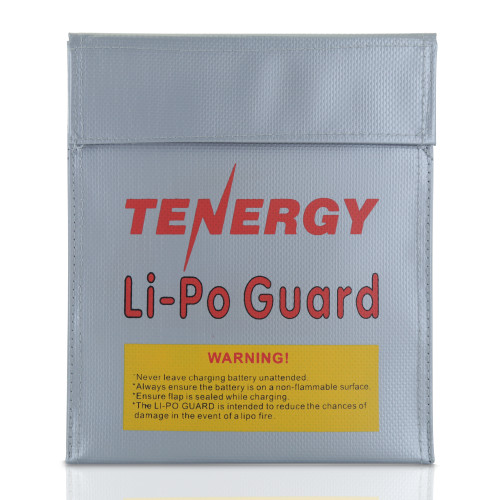 TENERGY
Li-Po Guard
WARNING!
*Never leave charging battery unattended.
*Always ensure the battery is on a non-flammable surface.
*Ensure flap is sealed while charging.
*The LI-PO GUARD is intended to reduce the chances of
damage in the event of a lipo fire.